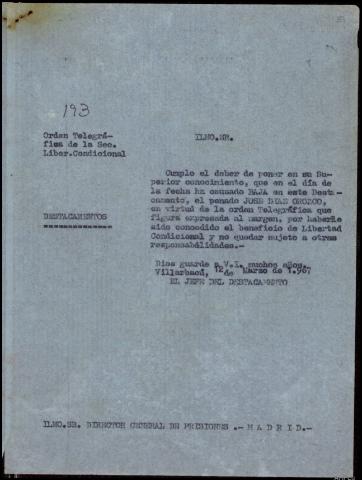 193
Orden Telegrá-
fica de la Sec.
Liber.Condicional
ILMO.SR.
Cumplo el deber de poner en su Su-
perior conocimiento, que en el día de
la fecha ha causado BAJA en este Desta-
camento, el penado JOSE DIAZ OROZCO,
en virtud de la orden Telegráfica que
figura expresada al margen, por haberle
sido concedido el beneficio de Libertad
Condicional y no quedar sujeto a otras
responsabilidades.-
DESTACAMENTOS
Dios guarde a V.I. muchos años.
Villarbacú, 12 de Marzo de 1.967
EL JEFE DEL DESTACAMENTO
ILMO.SR. DIRECTOR GENERAL DE PRISIONES .- M A D R I D.-